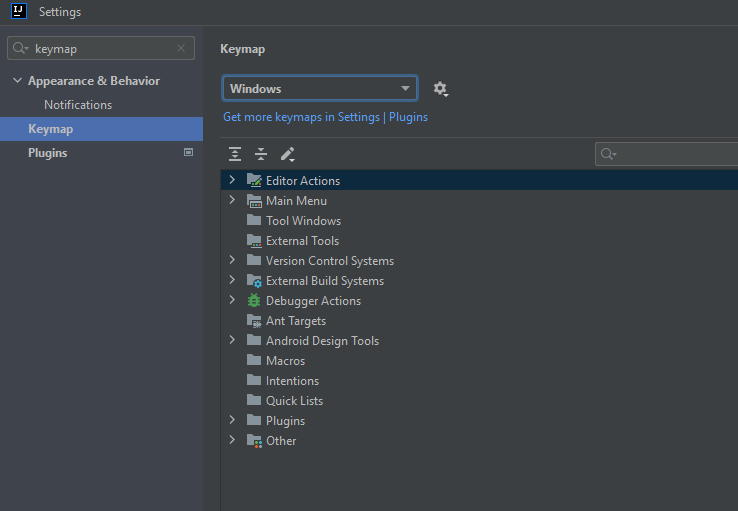 IJ Settings
keymap
Appearance & Behavior
Notifications
Keymap
Plugins
Keymap
Windows
Get more keymaps in Settings | Plugins
Editor Actions
Main Menu
Tool Windows
External Tools
Version Control Systems
External Build Systems
Debugger Actions
Ant Targets
Android Design Tools
Macros
Intentions
Quick Lists
Plugins
Other